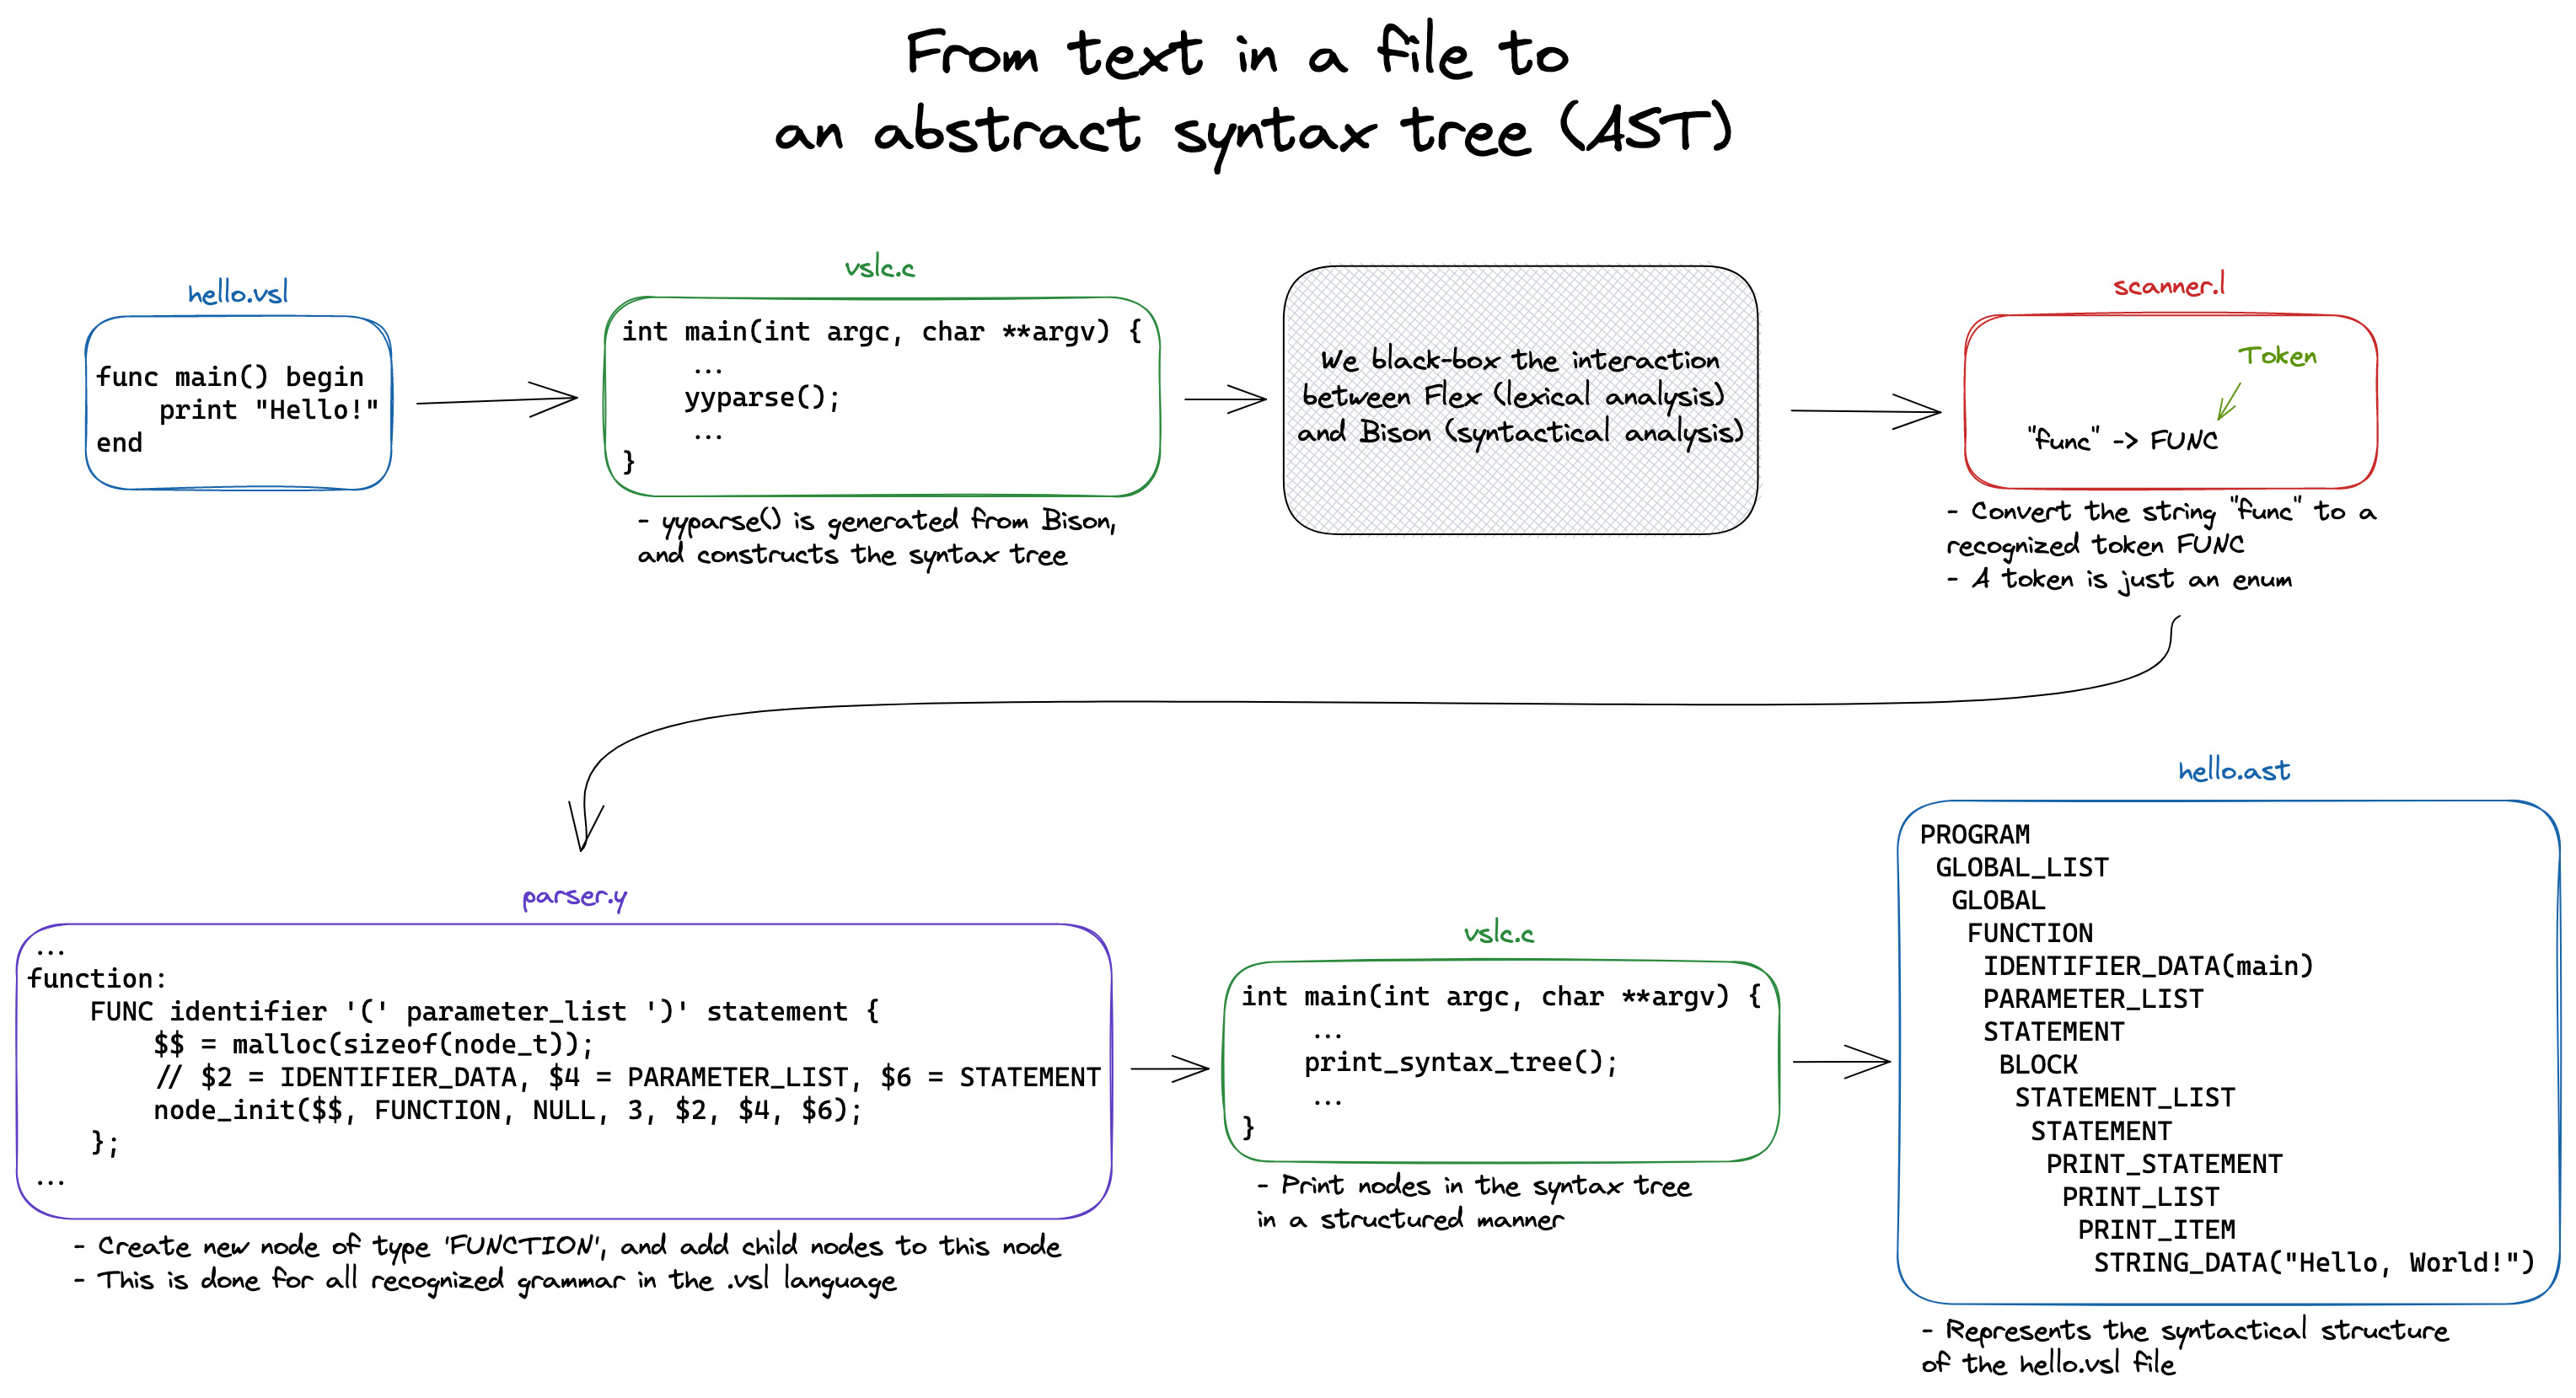 From text in a file to
an abstract syntax tree (AST)
hello.vsl
func main() begin
    print "Hello!"
end
vslc.c
int main(int argc, char **argv) {
    ...
    yyparse();
    ...
}
- yyparse() is generated from Bison,
and constructs the syntax tree
We black-box the interaction
between Flex (lexical analysis)
and Bison (syntactical analysis)
scanner.l
Token
"func" -> FUNC
- Convert the string "func" to a
recognized token FUNC
- A token is just an enum
parser.y
...
function:
    FUNC identifier '(' parameter_list ')' statement {
        $$ = malloc(sizeof(node_t));
        // $2 = IDENTIFIER_DATA, $4 = PARAMETER_LIST, $6 = STATEMENT
        node_init($$, FUNCTION, NULL, 3, $2, $4, $6);
    };
...
- Create new node of type 'FUNCTION', and add child nodes to this node
- This is done for all recognized grammar in the .vsl language
vslc.c
int main(int argc, char **argv) {
    ...
    print_syntax_tree();
    ...
}
- Print nodes in the syntax tree
in a structured manner
hello.ast
PROGRAM
 GLOBAL_LIST
  GLOBAL
   FUNCTION
    IDENTIFIER_DATA(main)
    PARAMETER_LIST
    STATEMENT
     BLOCK
      STATEMENT_LIST
       STATEMENT
        PRINT_STATEMENT
         PRINT_LIST
          PRINT_ITEM
           STRING_DATA("Hello, World!")
- Represents the syntactical structure
of the hello.vsl file